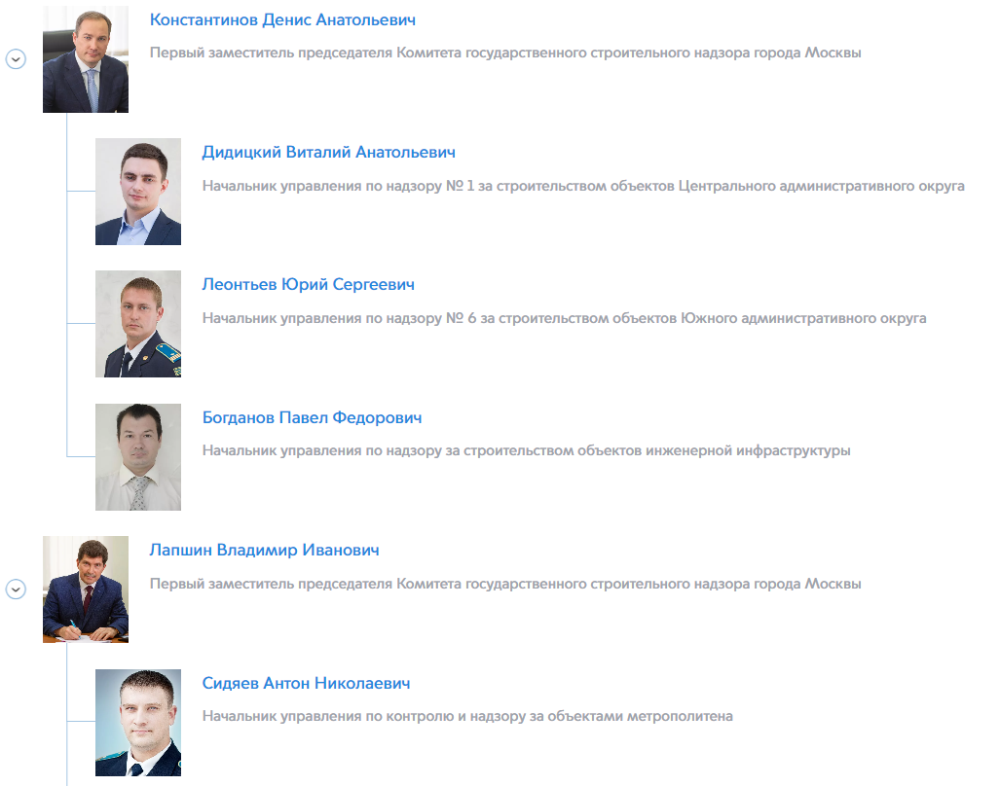 Константинов Денис Анатольевич
Первый заместитель председателя Комитета государственного строительного надзора города Москвы
Дидицкий Виталий Анатольевич
Начальник управления по надзору № 1 за строительством объектов Центрального административного округа
Леонтьев Юрий Сергеевич
Начальник управления по надзору № 6 за строительством объектов Южного административного округа
Богданов Павел Федорович
Начальник управления по надзору за строительством объектов инженерной инфраструктуры
Лапшин Владимир Иванович
Первый заместитель председателя Комитета государственного строительного надзора города Москвы
Сидяев Антон Николаевич
Начальник управления по контролю и надзору за объектами метрополитена